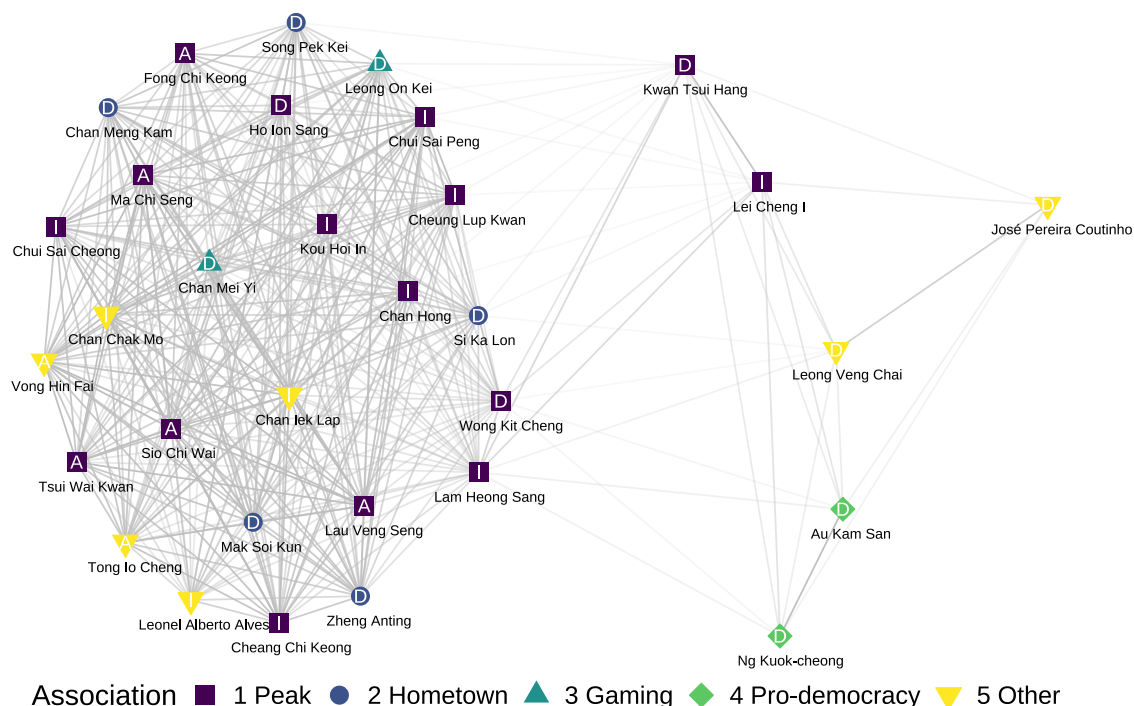 D
Song Pek Kei
A
Fong Chi Keong
D
Leong On Kei
D
Kwan Tsui Hang
D
Chan Meng Kam
D
Ho Ion Sang
I
Chui Sai Peng
A
Ma Chi Seng
I
Lei Cheng I
I
Cheung Lup Kwan
D
José Pereira Coutinho
I
Chui Sai Cheong
I
Kou Hoi In
D
Chan Mei Yi
I
Chan Hong
I
Chan Chak Mo
D
Si Ka Lon
A
Vong Hin Fai
D
Leong Veng Chai
I
Chan Iek Lap
D
Wong Kit Cheng
A
Sio Chi Wai
A
Tsui Wai Kwan
I
Lam Heong Sang
A
Lau Veng Seng
D
Au Kam San
D
Mak Soi Kun
A
Tong Io Cheng
I
Leonel Alberto Alves
D
Zheng Anting
I
Cheang Chi Keong
D
Ng Kuok-cheong
Association 1 Peak 2 Hometown 3 Gaming 4 Pro-democracy 5 Other